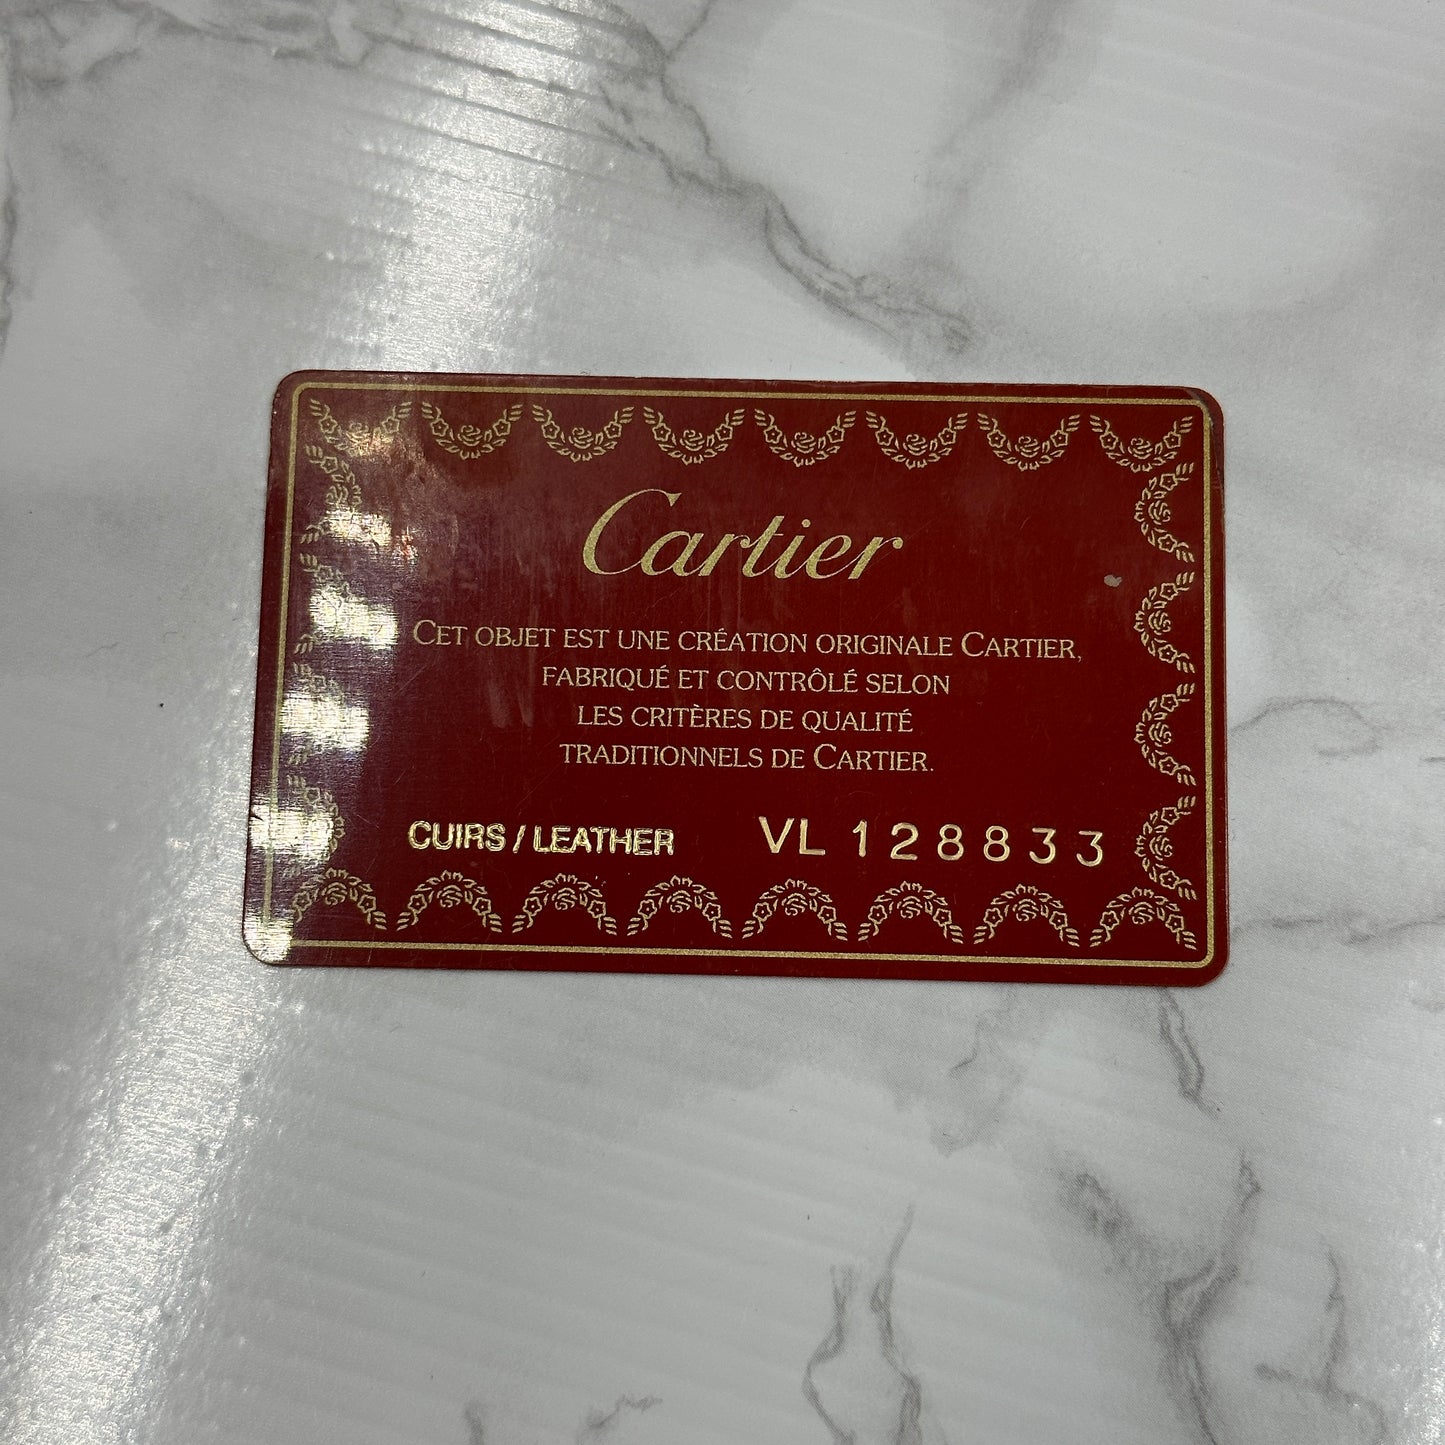 Cartier
CET OBJET EST UNE CRÉATION ORIGINALE CARTIER,
FABRIQUÉ ET CONTRÔLÉ SELON
LES CRITÈRES DE QUALITÉ
TRADITIONNELS DE CARTIER.
CUIRS / LEATHER VL 128833